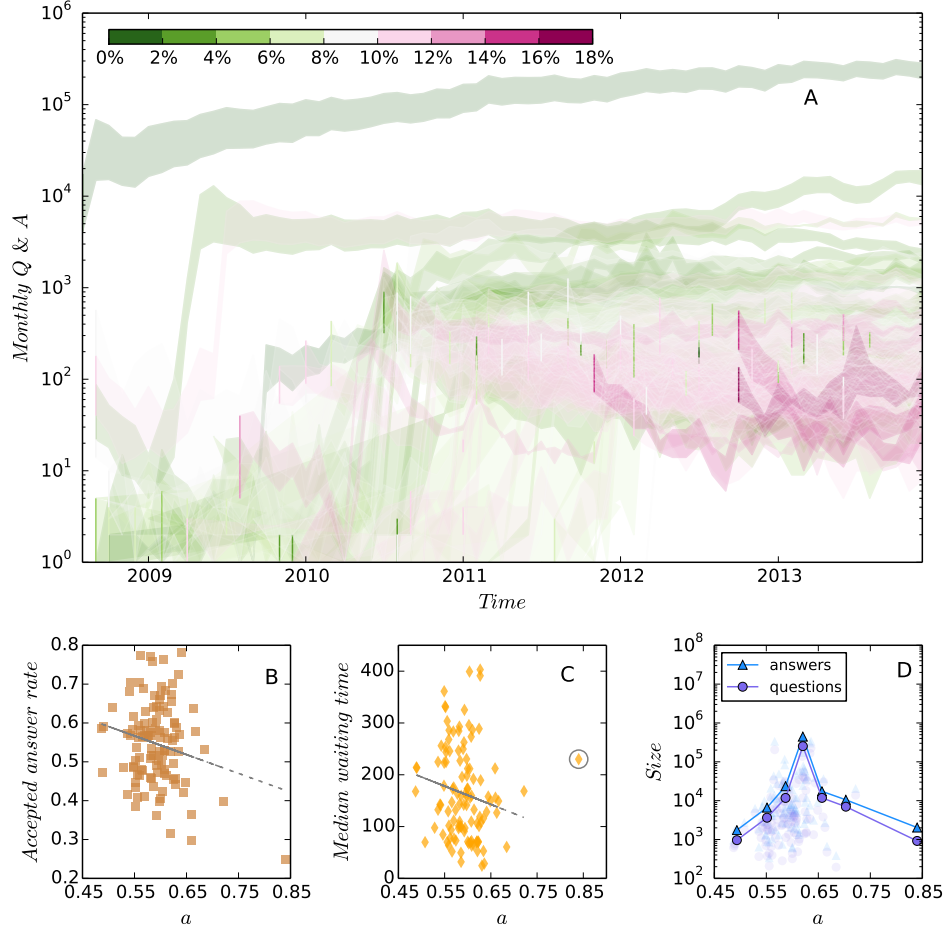 10^6
10^5
10^4
10^3
10^2
10^1
10^0
Monthly Q & A
0% 2% 4% 6% 8% 10% 12% 14% 16% 18%
A
2009 2010 2011 2012 2013
Time
0.8
0.7
0.6
0.5
0.4
0.3
0.2
Accepted answer rate
B
0.45 0.55 0.65 0.75 0.85
a
400
300
200
100
0
Median waiting time
C
0.45 0.55 0.65 0.75 0.85
a
10^8
10^7
10^6
10^5
10^4
10^3
10^2
Size
answers
questions
D
0.45 0.55 0.65 0.75 0.85
a